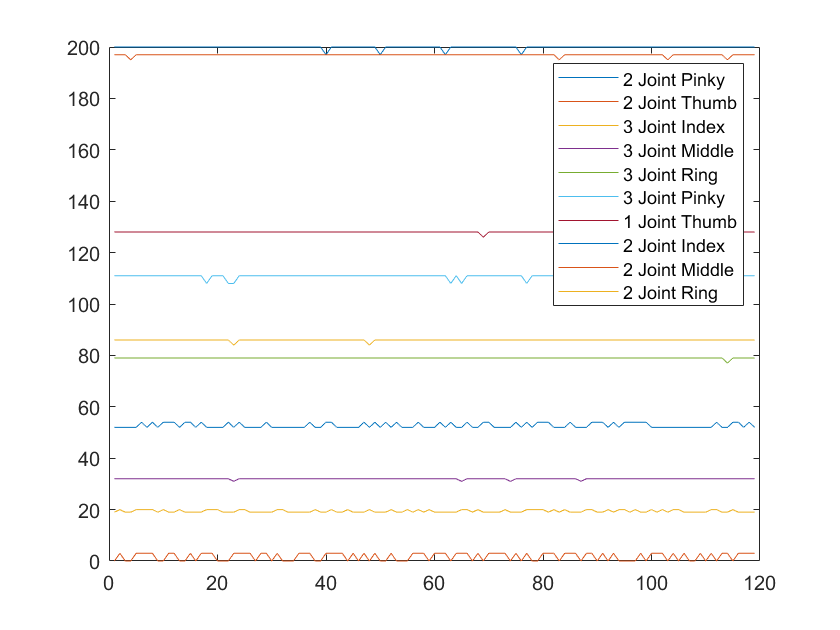 200
180
160
140
120
100
80
60
40
20
0
2 Joint Pinky
2 Joint Thumb
3 Joint Index
3 Joint Middle
3 Joint Ring
3 Joint Pinky
1 Joint Thumb
2 Joint Index
2 Joint Middle
2 Joint Ring
0 20 40 60 80 100 120